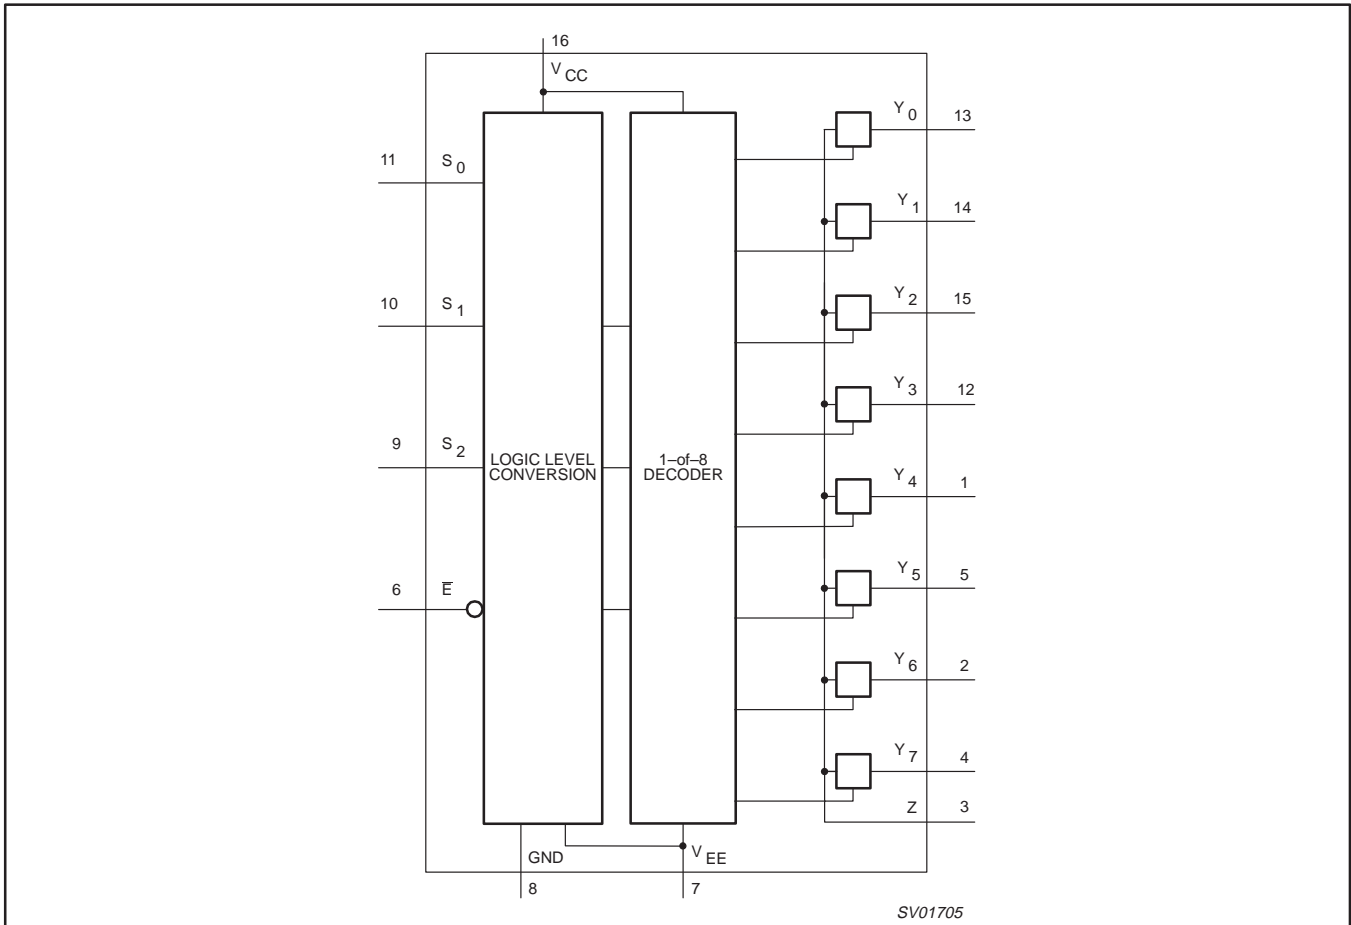 16
V CC
Y 0 13
11 S 0
Y 1 14
Y 2 15
10 S 1
Y 3 12
9 S 2
LOGIC LEVEL
CONVERSION
1–of–8
DECODER
Y 4 1
Y 5 5
6 E̅
Y 6 2
Y 7 4
Z 3
GND
V EE
8
7
SV01705